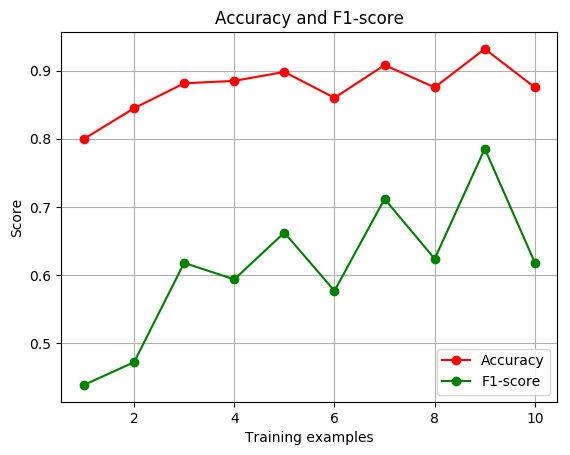 Accuracy and F1-score
Score
0.9
0.8
0.7
0.6
0.5
Accuracy
F1-score
2 4 6 8 10
Training examples